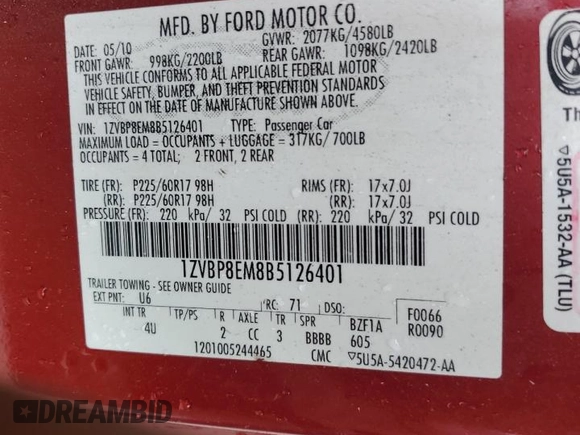 MFD. BY FORD MOTOR CO.
DATE: 05/10 GVWR: 2077KG/4580LB
FRONT GAWR: 998KG/2200LB REAR GAWR: 1098KG/2420LB
THIS VEHICLE CONFORMS TO ALL APPLICABLE FEDERAL MOTOR
VEHICLE SAFETY, BUMPER, AND THEFT PREVENTION STANDARDS
IN EFFECT ON THE DATE OF MANUFACTURE SHOWN ABOVE.
VIN: 1ZVBP8EM8B5126401 TYPE: Passenger Car
MAXIMUM LOAD = OCCUPANTS + LUGGAGE = 317KG/ 700LB
OCCUPANTS = 4 TOTAL; 2 FRONT, 2 REAR
TIRE (FF): P225/60R17 98H RIMS (FF): 17x7.0J
(RR): P225/60R17 98H (RR): 17x7.0J
PRESSURE (FF): 220 kPa/ 32 PSI COLD (RR): 220 kPa/ 32 PSI COLD
1ZVBP8EM8B5126401
TRAILER TOWING - SEE OWNER GUIDE
EXT PNT: U6 RC: 71 DSO: F0066
INT TR TP/PS R AXLE TR SPR BZF1A R0090
4U 2 CC 3 BBBB 605
1201005244465 CMC ▽5U5A-5420472-AA
Th
▽5U5A-1532-AA (TLU)
DREAMBID